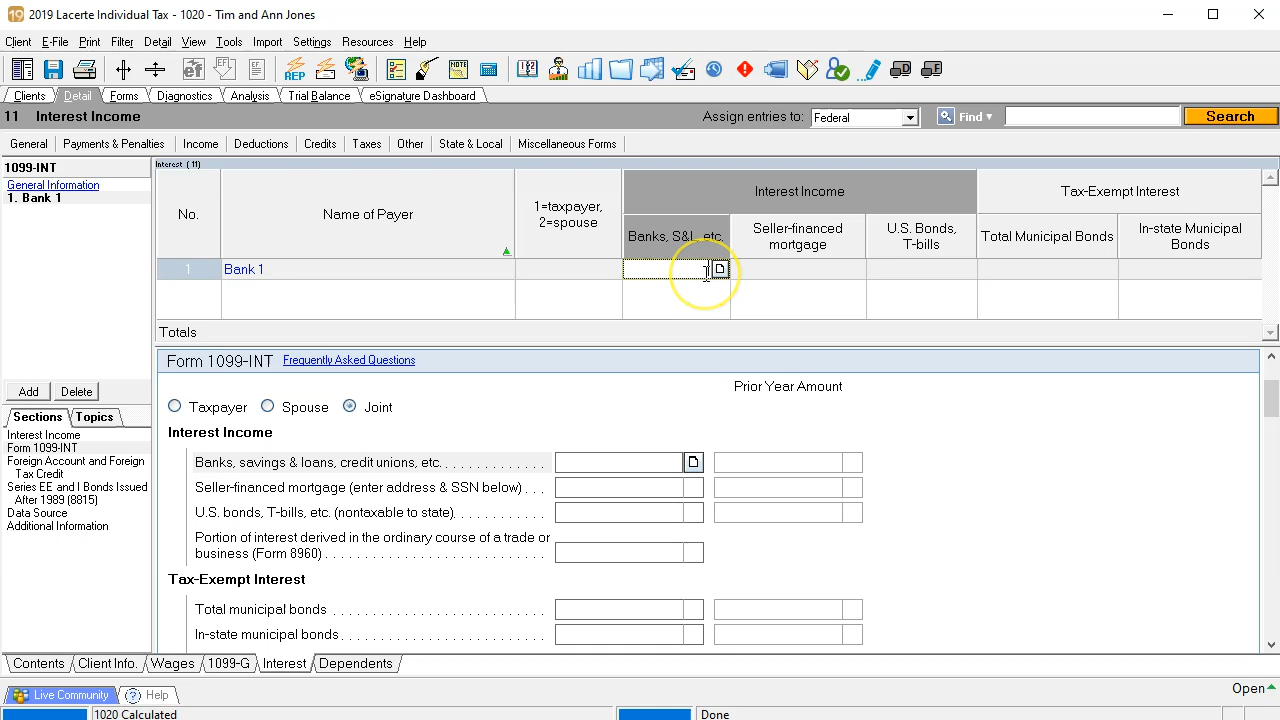 19 2019 Lacerte Individual Tax - 1020 - Tim and Ann Jones
Client E-File Print Filter Detail View Tools Import Settings Resources Help
REP
Clients Detail Forms Diagnostics Analysis Trial Balance eSignature Dashboard
11 Interest Income Assign entries to: Federal Find Search
General Payments & Penalties Income Deductions Credits Taxes Other State & Local Miscellaneous Forms
1099-INT
General Information
1. Bank 1
Interest (11)
No. Name of Payer 1=taxpayer, 2=spouse Interest Income Tax-Exempt Interest
Banks, S&L, etc. Seller-financed mortgage U.S. Bonds, T-bills Total Municipal Bonds In-state Municipal Bonds
1 Bank 1
Totals
Form 1099-INT Frequently Asked Questions
Prior Year Amount
Taxpayer Spouse Joint
Interest Income
Banks, savings & loans, credit unions, etc.
Seller-financed mortgage (enter address & SSN below)
U.S. bonds, T-bills, etc. (nontaxable to state)
Portion of interest derived in the ordinary course of a trade or
business (Form 8960)
Tax-Exempt Interest
Total municipal bonds
In-state municipal bonds
Add Delete
Sections Topics
Interest Income
Form 1099-INT
Foreign Account and Foreign
Tax Credit
Series EE and I Bonds Issued
After 1989 (8815)
Data Source
Additional Information
Contents Client Info. Wages 1099-G Interest Dependents
Live Community Help Open
1020 Calculated Done